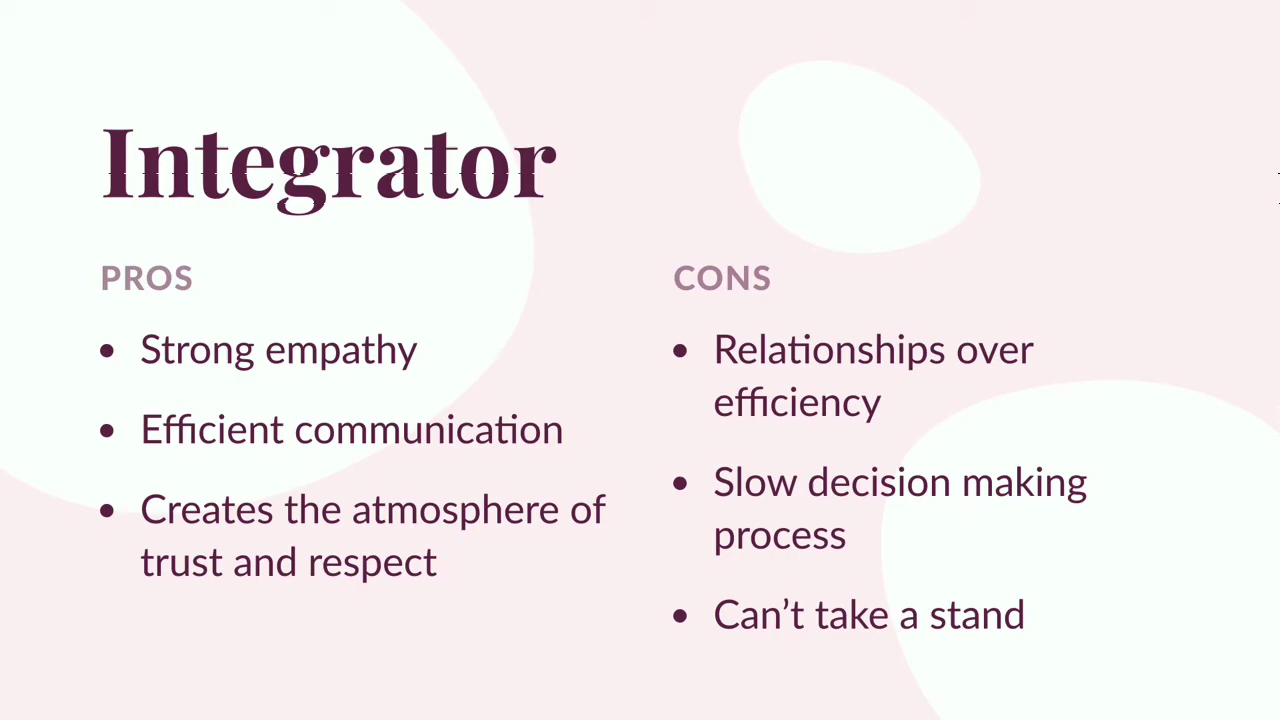 Integrator
PROS
• Strong empathy
• Efficient communication
• Creates the atmosphere of
trust and respect
CONS
• Relationships over
efficiency
• Slow decision making
process
• Can’t take a stand